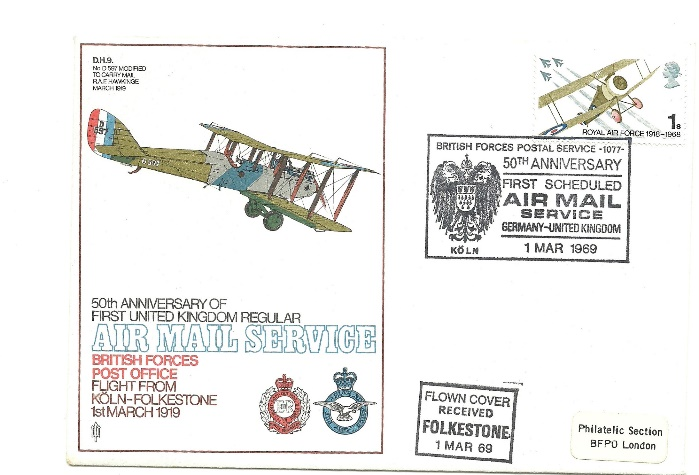 D.H.9.
No D 597 MODIFIED
TO CARRY MAIL
R.A.F. HAWKINGE
MARCH 1919
D
597
50th ANNIVERSARY OF
FIRST UNITED KINGDOM REGULAR
AIR MAIL SERVICE
BRITISH FORCES
POST OFFICE
FLIGHT FROM
KÖLN-FOLKESTONE
1st MARCH 1919
1s
ROYAL AIR FORCE 1918-1968
BRITISH FORCES POSTAL SERVICE -1077-
50TH ANNIVERSARY
FIRST SCHEDULED
AIR MAIL
SERVICE
GERMANY-UNITED KINGDOM
KÖLN
1 MAR 1969
FLOWN COVER
RECEIVED
FOLKESTONE
1 MAR 69
Philatelic Section
BFPO London